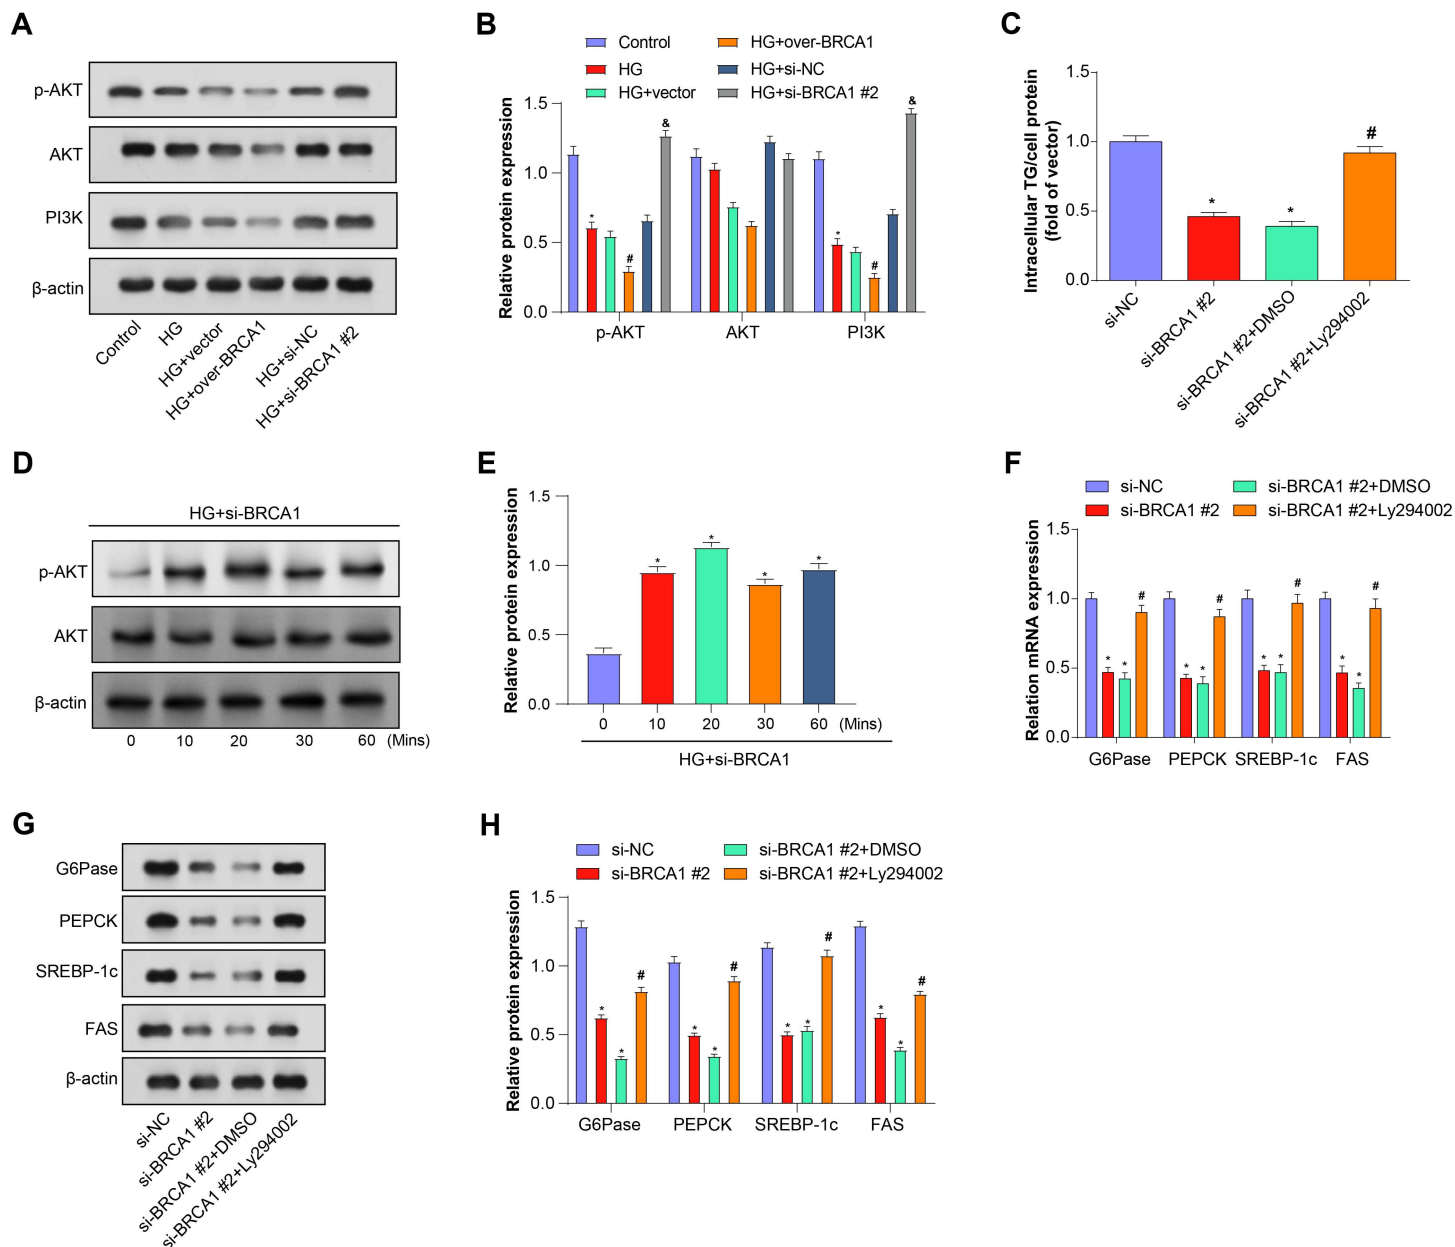 A
p-AKT
AKT
PI3K
β-actin
Control
HG
HG+vector
HG+over-BRCA1
HG+si-NC
HG+si-BRCA1 #2
B
Control
HG+over-BRCA1
HG
HG+si-NC
HG+vector
HG+si-BRCA1 #2
Relative protein expression
1.5
1.0
0.5
0.0
*
#
&
*
#
&
p-AKT
AKT
PI3K
C
Intracellular TG/cell protein
(fold of vector)
1.5
1.0
0.5
0.0
*
*
#
si-NC
si-BRCA1 #2
si-BRCA1 #2+DMSO
si-BRCA1 #2+Ly294002
D
HG+si-BRCA1
p-AKT
AKT
β-actin
0 10 20 30 60 (Mins)
E
Relative protein expression
1.5
1.0
0.5
0.0
*
*
*
*
0 10 20 30 60 (Mins)
HG+si-BRCA1
F
si-NC
si-BRCA1 #2+DMSO
si-BRCA1 #2
si-BRCA1 #2+Ly294002
Relation mRNA expression
1.5
1.0
0.5
0.0
* * #
* * #
* * #
* * #
G6Pase PEPCK SREBP-1c FAS
G
G6Pase
PEPCK
SREBP-1c
FAS
β-actin
si-NC
si-BRCA1 #2
si-BRCA1 #2+DMSO
si-BRCA1 #2+Ly294002
H
si-NC
si-BRCA1 #2+DMSO
si-BRCA1 #2
si-BRCA1 #2+Ly294002
Relative protein expression
1.5
1.0
0.5
0.0
* * #
* * #
* * #
* * #
G6Pase PEPCK SREBP-1c FAS